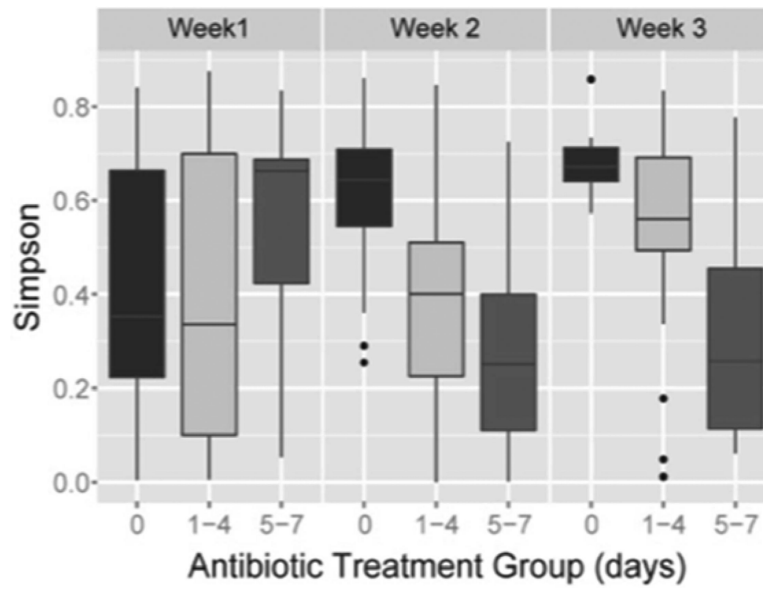 Week1 Week 2 Week 3
Simpson
0.8
0.6
0.4
0.2
0.0
0 1−4 5−7 0 1−4 5−7 0 1−4 5−7
Antibiotic Treatment Group (days)